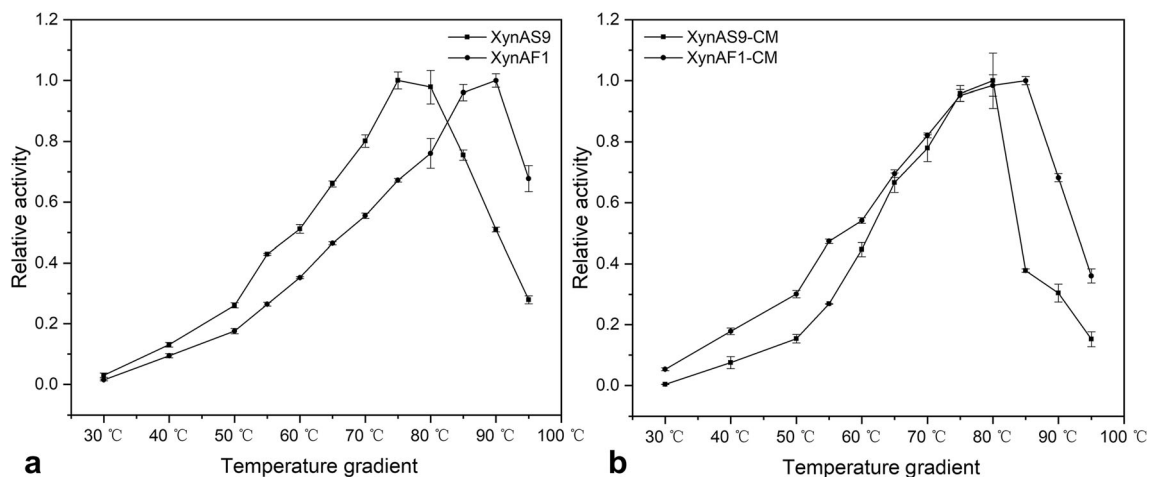 XynAS9
XynAF1
Relative activity
1.2
1.0
0.8
0.6
0.4
0.2
0.0
30 ℃ 40 ℃ 50 ℃ 60 ℃ 70 ℃ 80 ℃ 90 ℃ 100 ℃
Temperature gradient
a
XynAS9-CM
XynAF1-CM
Relative activity
1.2
1.0
0.8
0.6
0.4
0.2
0.0
30 ℃ 40 ℃ 50 ℃ 60 ℃ 70 ℃ 80 ℃ 90 ℃ 100 ℃
Temperature gradient
b